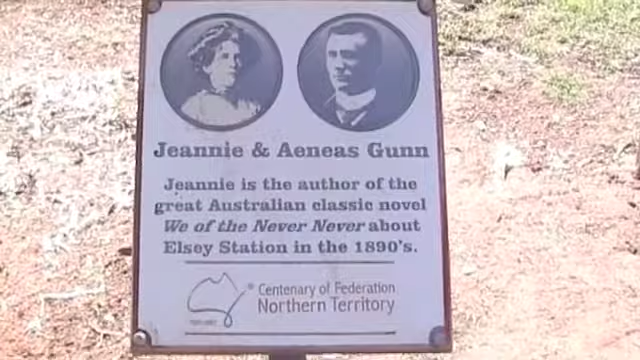 Jeannie & Aeneas Gunn
Jeannie is the author of the
great Australian classic novel
We of the Never Never about
Elsey Station in the 1890's.
Centenary of Federation
Northern Territory